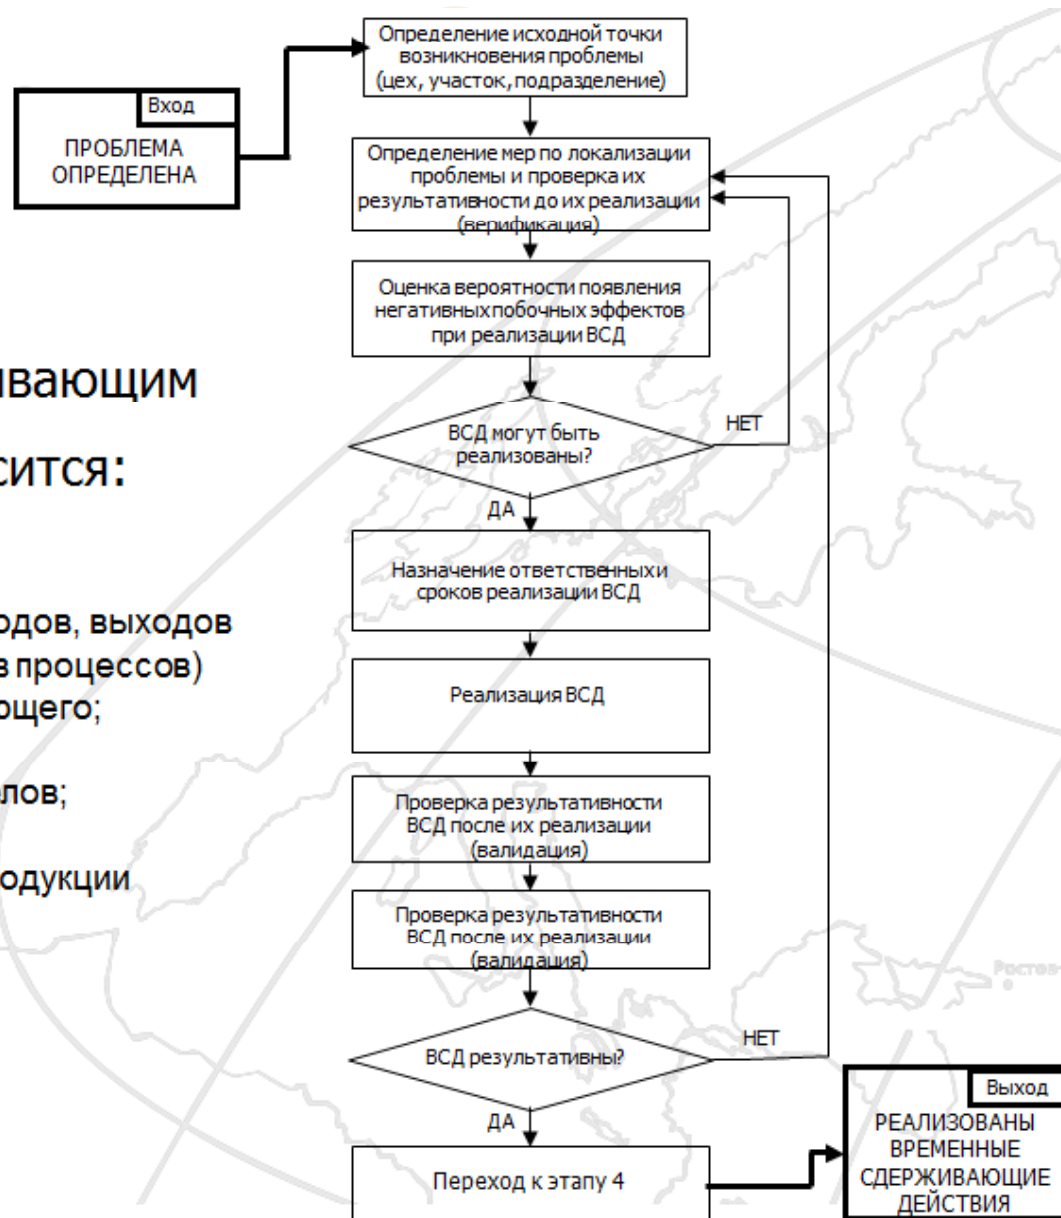 Определение исходной точки
возникновения проблемы
(цех, участок, подразделение)
Вход
ПРОБЛЕМА
ОПРЕДЕЛЕНА
Определение мер по локализации
проблемы и проверка их
результативности до их реализации
(верификация)
Оценка вероятности появления
негативных побочных эффектов
при реализации ВСД
ивающим
ВСД могут быть
реализованы?
НЕТ
сится:
ДА
Назначение ответственных и
сроков реализации ВСД
одов, выходов
в процессов)
ющего;
Реализация ВСД
лов;
Проверка результативности
ВСД после их реализации
(валидация)
одукции
Проверка результативности
ВСД после их реализации
(валидация)
Ростов-
ВСД результативны?
НЕТ
Выход
РЕАЛИЗОВАНЫ
ВРЕМЕННЫЕ
СДЕРЖИВАЮЩИЕ
ДЕЙСТВИЯ
ДА
Переход к этапу 4